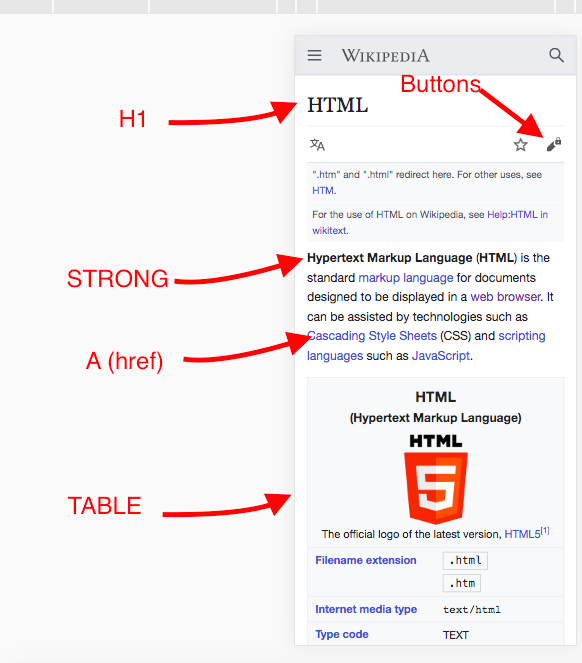 WIKIPEDIA
Buttons
H1
HTML
".htm" and ".html" redirect here. For other uses, see
HTM.
For the use of HTML on Wikipedia, see Help:HTML in
wikitext.
Hypertext Markup Language (HTML) is the
STRONG
standard markup language for documents
designed to be displayed in a web browser. It
can be assisted by technologies such as
Cascading Style Sheets (CSS) and scripting
A (href)
languages such as JavaScript.
HTML
(Hypertext Markup Language)
HTML
5
TABLE
The official logo of the latest version, HTML5[1]
Filename extension .html
.htm
Internet media type text/html
Type code TEXT